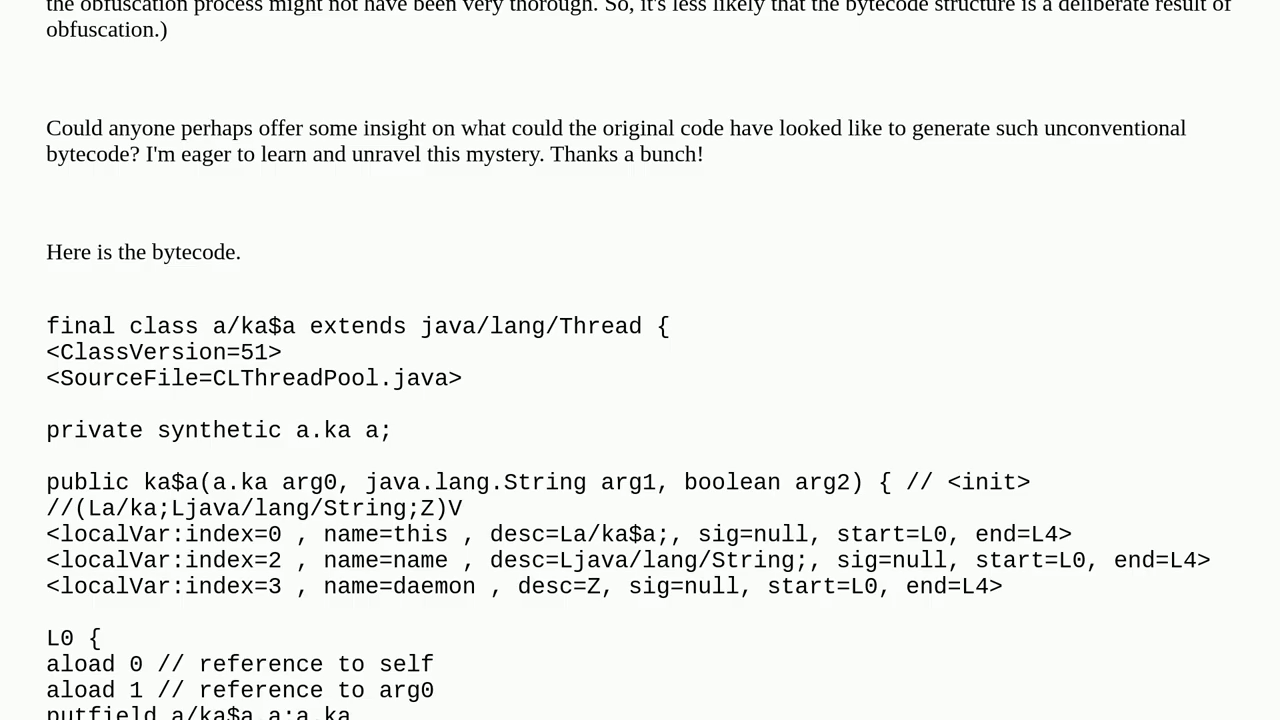 the obfuscation process might not have been very thorough. So, it's less likely that the bytecode structure is a deliberate result of
obfuscation.)
Could anyone perhaps offer some insight on what could the original code have looked like to generate such unconventional
bytecode? I'm eager to learn and unravel this mystery. Thanks a bunch!
Here is the bytecode.
final class a/ka$a extends java/lang/Thread {
<ClassVersion=51>
<SourceFile=CLThreadPool.java>
private synthetic a.ka a;
public ka$a(a.ka arg0, java.lang.String arg1, boolean arg2) { // <init>
//(La/ka;Ljava/lang/String;Z)V
<localVar:index=0 , name=this , desc=La/ka$a;, sig=null, start=L0, end=L4>
<localVar:index=2 , name=name , desc=Ljava/lang/String;, sig=null, start=L0, end=L4>
<localVar:index=3 , name=daemon , desc=Z, sig=null, start=L0, end=L4>
L0 {
aload 0 // reference to self
aload 1 // reference to arg0
putfield a/ka$a.a:a.ka